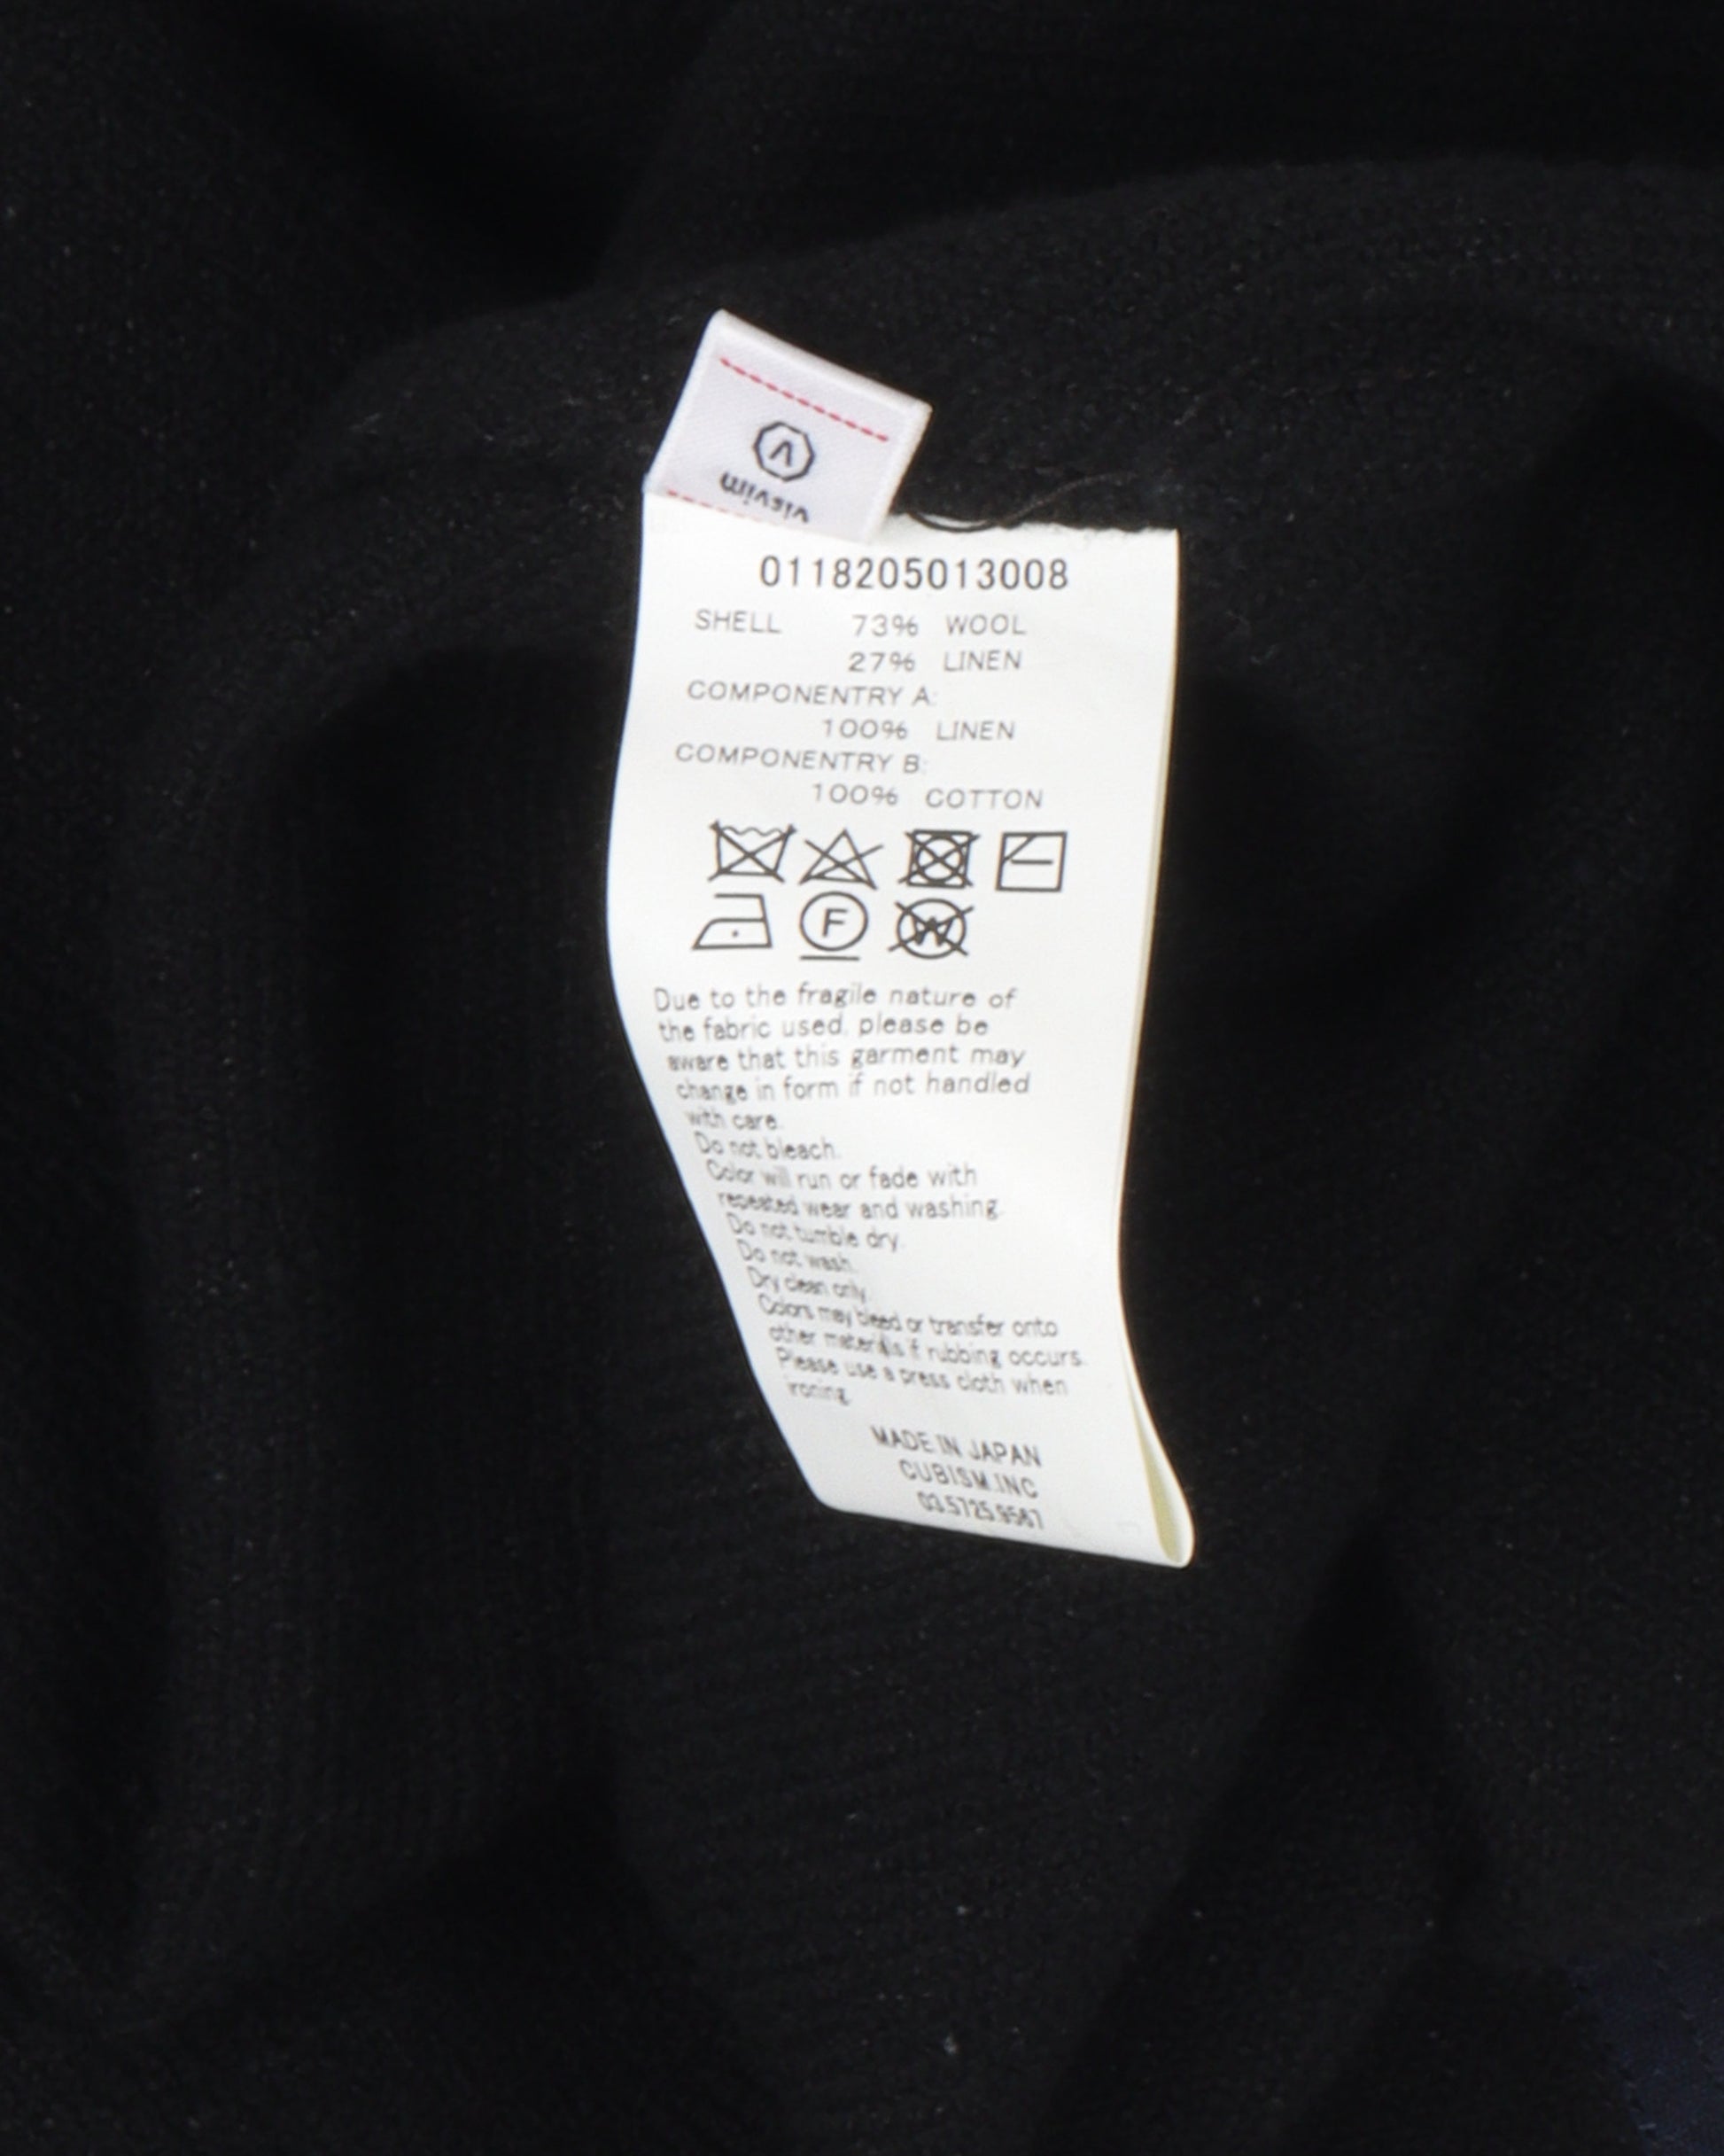 visvim
0118205013008
SHELL 73% WOOL
27% LINEN
COMPONENTRY A:
100% LINEN
COMPONENTRY B:
100% COTTON
F W
Due to the fragile nature of
the fabric used, please be
aware that this garment may
change in form if not handled
with care.
Do not bleach.
Color will run or fade with
repeated wear and washing.
Do not tumble dry.
Do not wash.
Dry clean only.
Colors may bleed or transfer onto
other materials if rubbing occurs.
Please use a press cloth when
ironing.
MADE IN JAPAN
CUBISM.INC
03.5725.9567